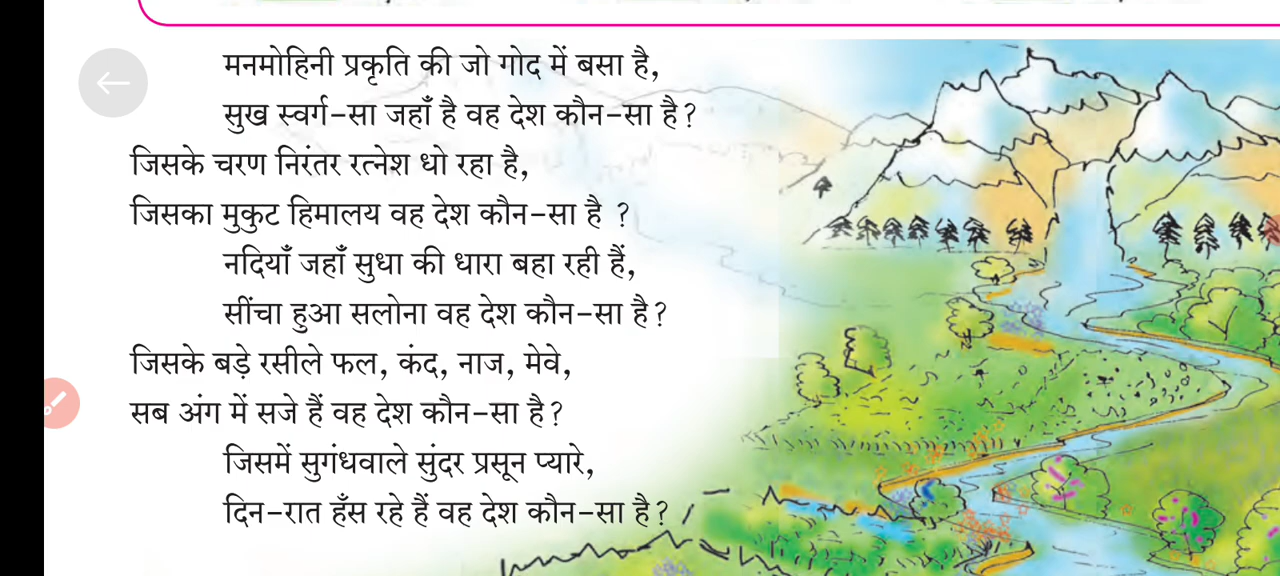 मनमोहिनी प्रकृति की जो गोद में बसा है,
सुख स्वर्ग-सा जहाँ है वह देश कौन-सा है?
जिसके चरण निरंतर रत्नेश धो रहा है,
जिसका मुकुट हिमालय वह देश कौन-सा है ?
नदियाँ जहाँ सुधा की धारा बहा रही हैं,
सींचा हुआ सलोना वह देश कौन-सा है?
जिसके बड़े रसीले फल, कंद, नाज, मेवे,
सब अंग में सजे हैं वह देश कौन-सा है?
जिसमें सुगंधवाले सुंदर प्रसून प्यारे,
दिन-रात हँस रहे हैं वह देश कौन-सा है?